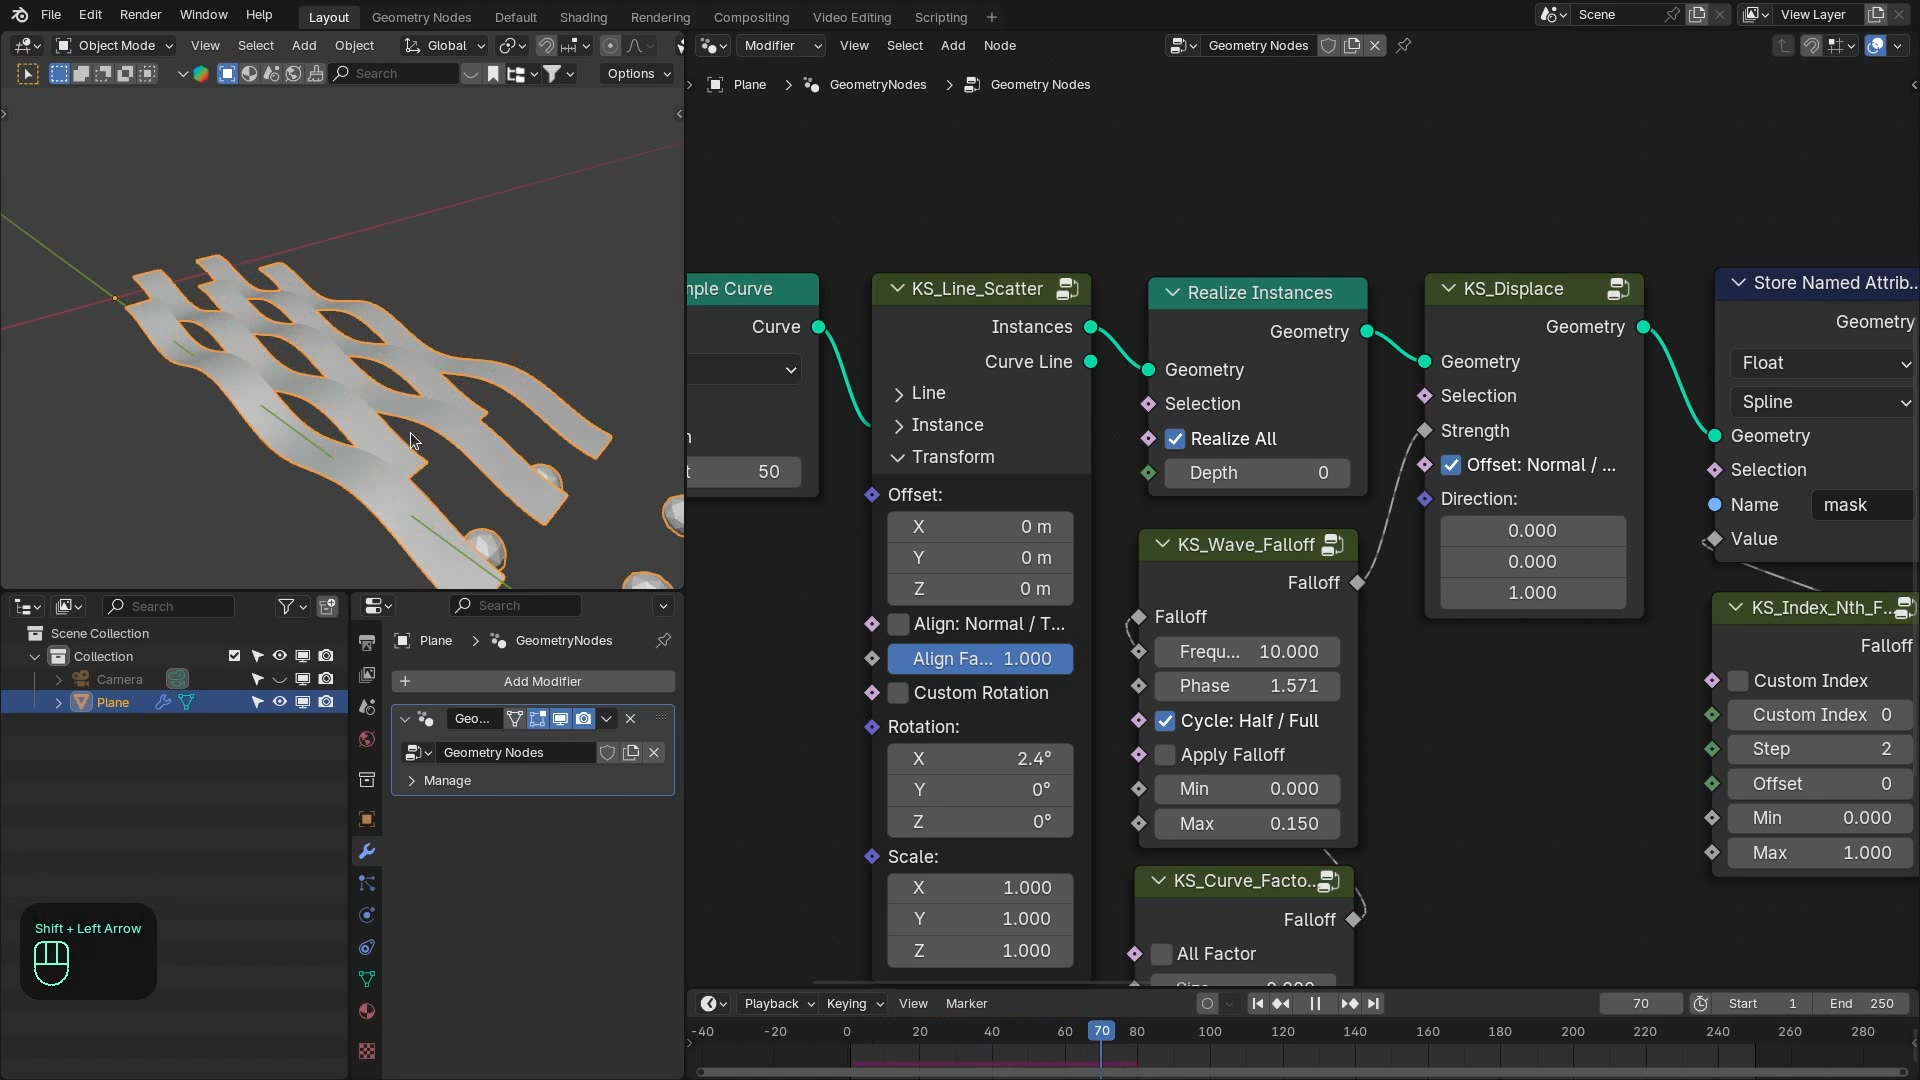 File Edit Render Window Help Layout Geometry Nodes Default Shading Rendering Compositing Video Editing Scripting + Scene View Layer
Object Mode View Select Add Object Global
Modifier View Select Add Node Geometry Nodes
Search Options
Plane > GeometryNodes > Geometry Nodes
mple Curve
Curve
50
KS_Line_Scatter
Instances
Curve Line
Line
Instance
Transform
Offset:
X 0 m
Y 0 m
Z 0 m
Align: Normal / T...
Align Fa... 1.000
Custom Rotation
Rotation:
X 2.4°
Y 0°
Z 0°
Scale:
X 1.000
Y 1.000
Z 1.000
Realize Instances
Geometry
Geometry
Selection
Realize All
Depth 0
KS_Wave_Falloff
Falloff
Falloff
Frequ... 10.000
Phase 1.571
Cycle: Half / Full
Apply Falloff
Min 0.000
Max 0.150
KS_Curve_Facto...
Falloff
All Factor
KS_Displace
Geometry
Geometry
Selection
Strength
Offset: Normal / ...
Direction:
0.000
0.000
1.000
Store Named Attrib...
Geometry
Float
Spline
Geometry
Selection
Name mask
Value
KS_Index_Nth_F...
Falloff
Custom Index
Custom Index 0
Step 2
Offset 0
Min 0.000
Max 1.000
Search
Scene Collection
Collection
Camera
Plane
Shift + Left Arrow
Search
Plane > GeometryNodes
+ Add Modifier
Geo...
Geometry Nodes
Manage
Playback Keying View Marker 70 Start 1 End 250
-40 -20 0 20 40 60 70 80 100 120 140 160 180 200 220 240 260 280